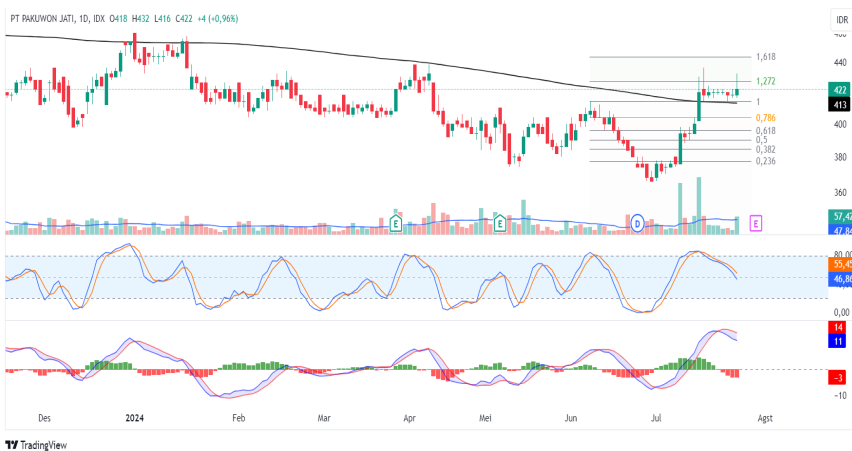 PT PAKUWON JATI, 1D, IDX O418 H432 L416 C422 +4 (+0,96%)
IDR
440
1,618
1,272
422
1
413
0,786
400
0,618
0,5
0,382
380
0,236
360
E
E
D
E
57,42
47,84
80,00
55,45
46,86
0,00
14
11
−3
−10
Des
2024
Feb
Mar
Apr
Mei
Jun
Jul
Agst
TradingView